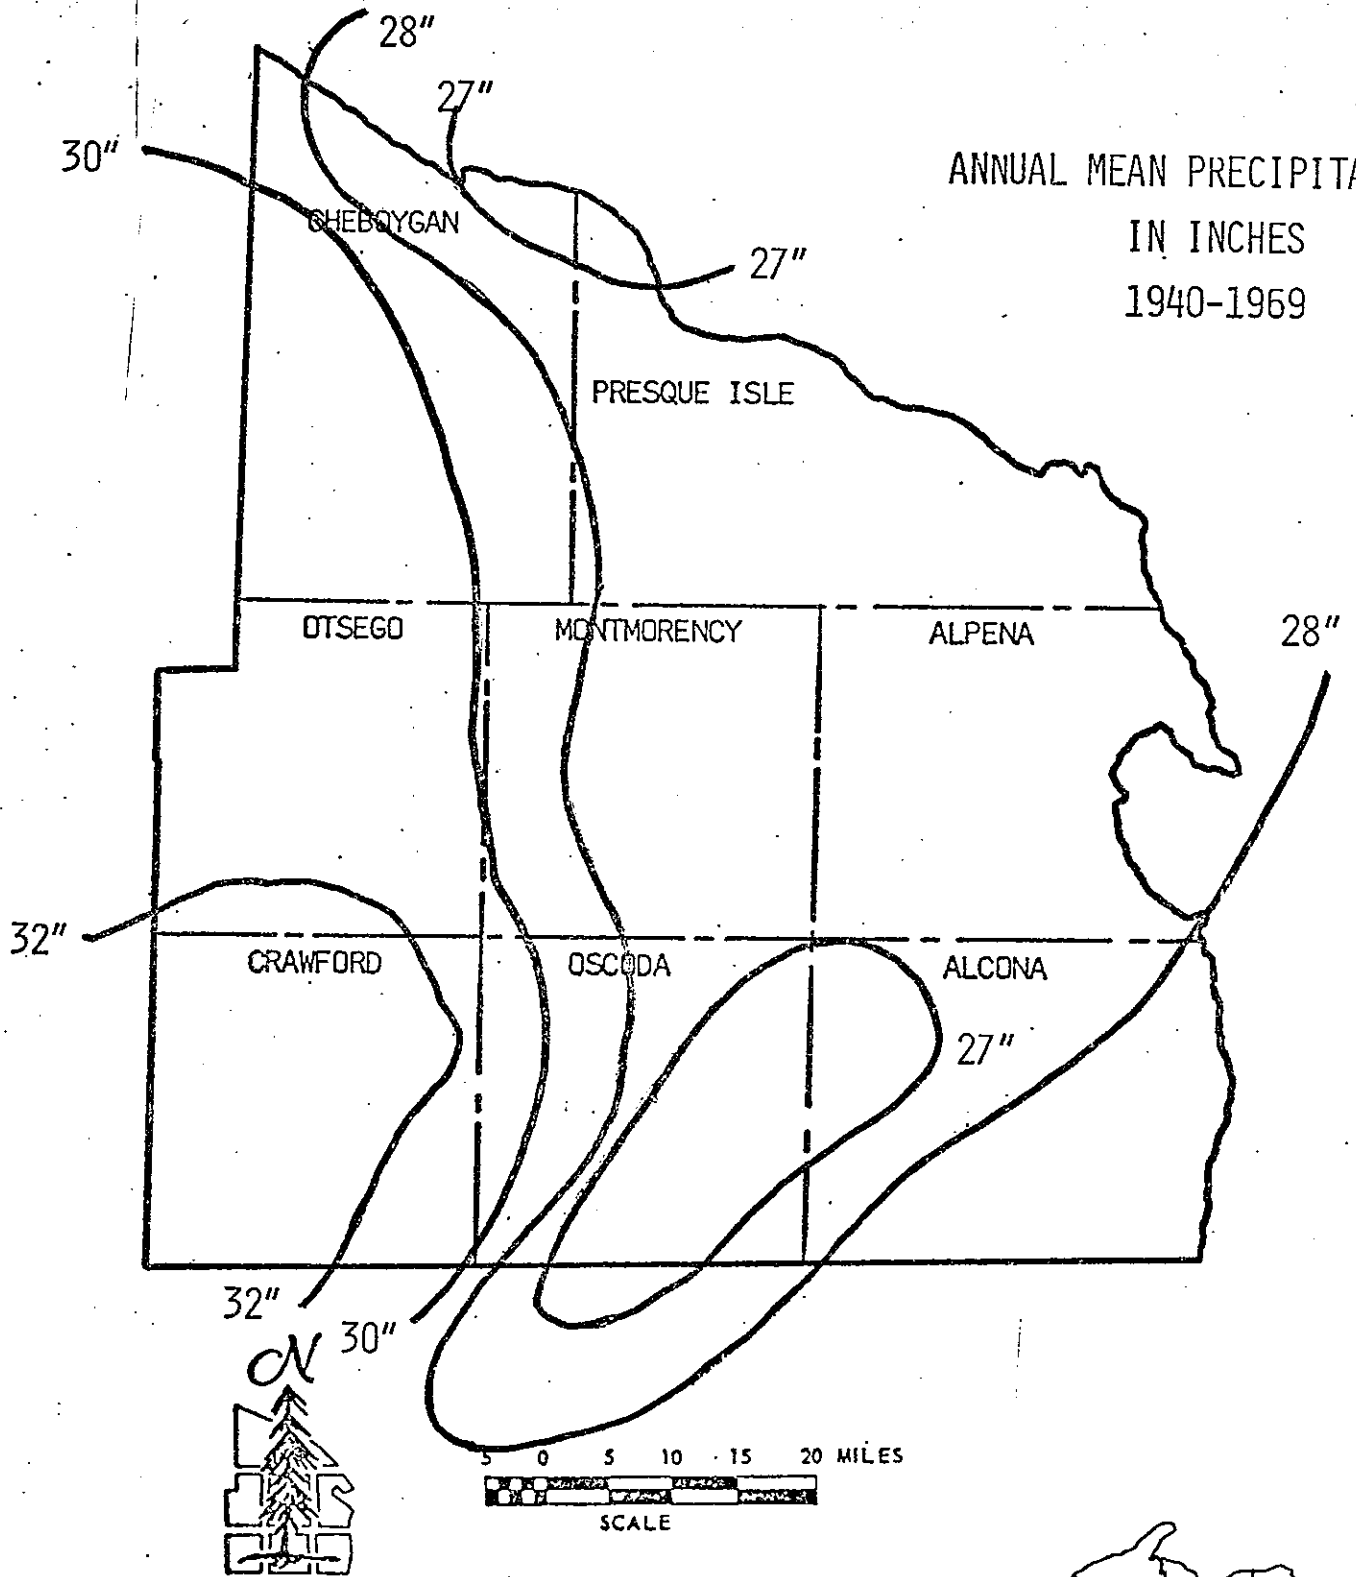 28"
27"
30"
ANNUAL MEAN PRECIPITA
IN INCHES
1940-1969
CHEBOYGAN
27"
PRESQUE ISLE
OTSEGO
MONTMORENCY
ALPENA
28"
32"
CRAWFORD
OSCODA
ALCONA
27"
32"
30"
N
5 0 5 10 15 20 MILES
SCALE